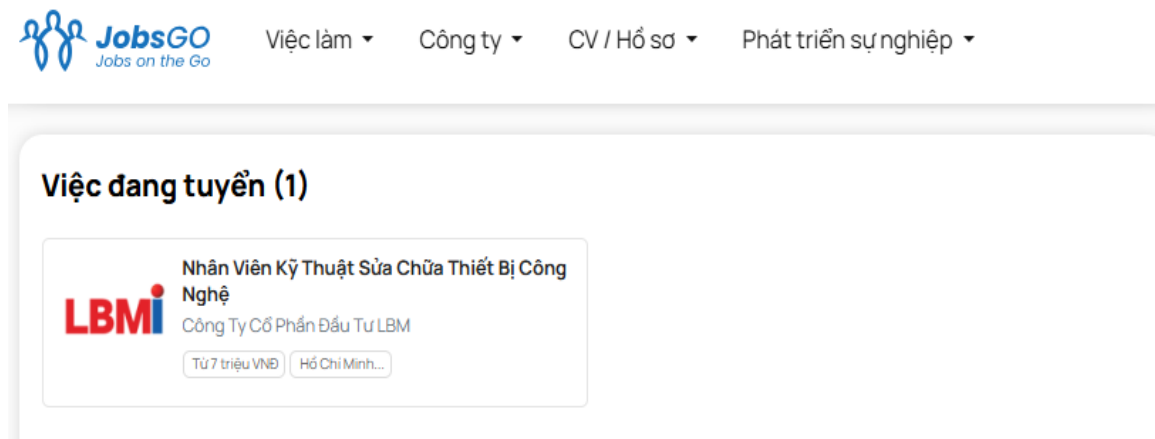 JobsGO
Jobs on the Go
Việc làm
Công ty
CV / Hồ sơ
Phát triển sự nghiệp
Việc đang tuyển (1)
LBMi
Nhân Viên Kỹ Thuật Sửa Chữa Thiết Bị Công
Nghệ
Công Ty Cổ Phần Đầu Tư LBM
Từ 7 triệu VNĐ
Hồ Chí Minh...